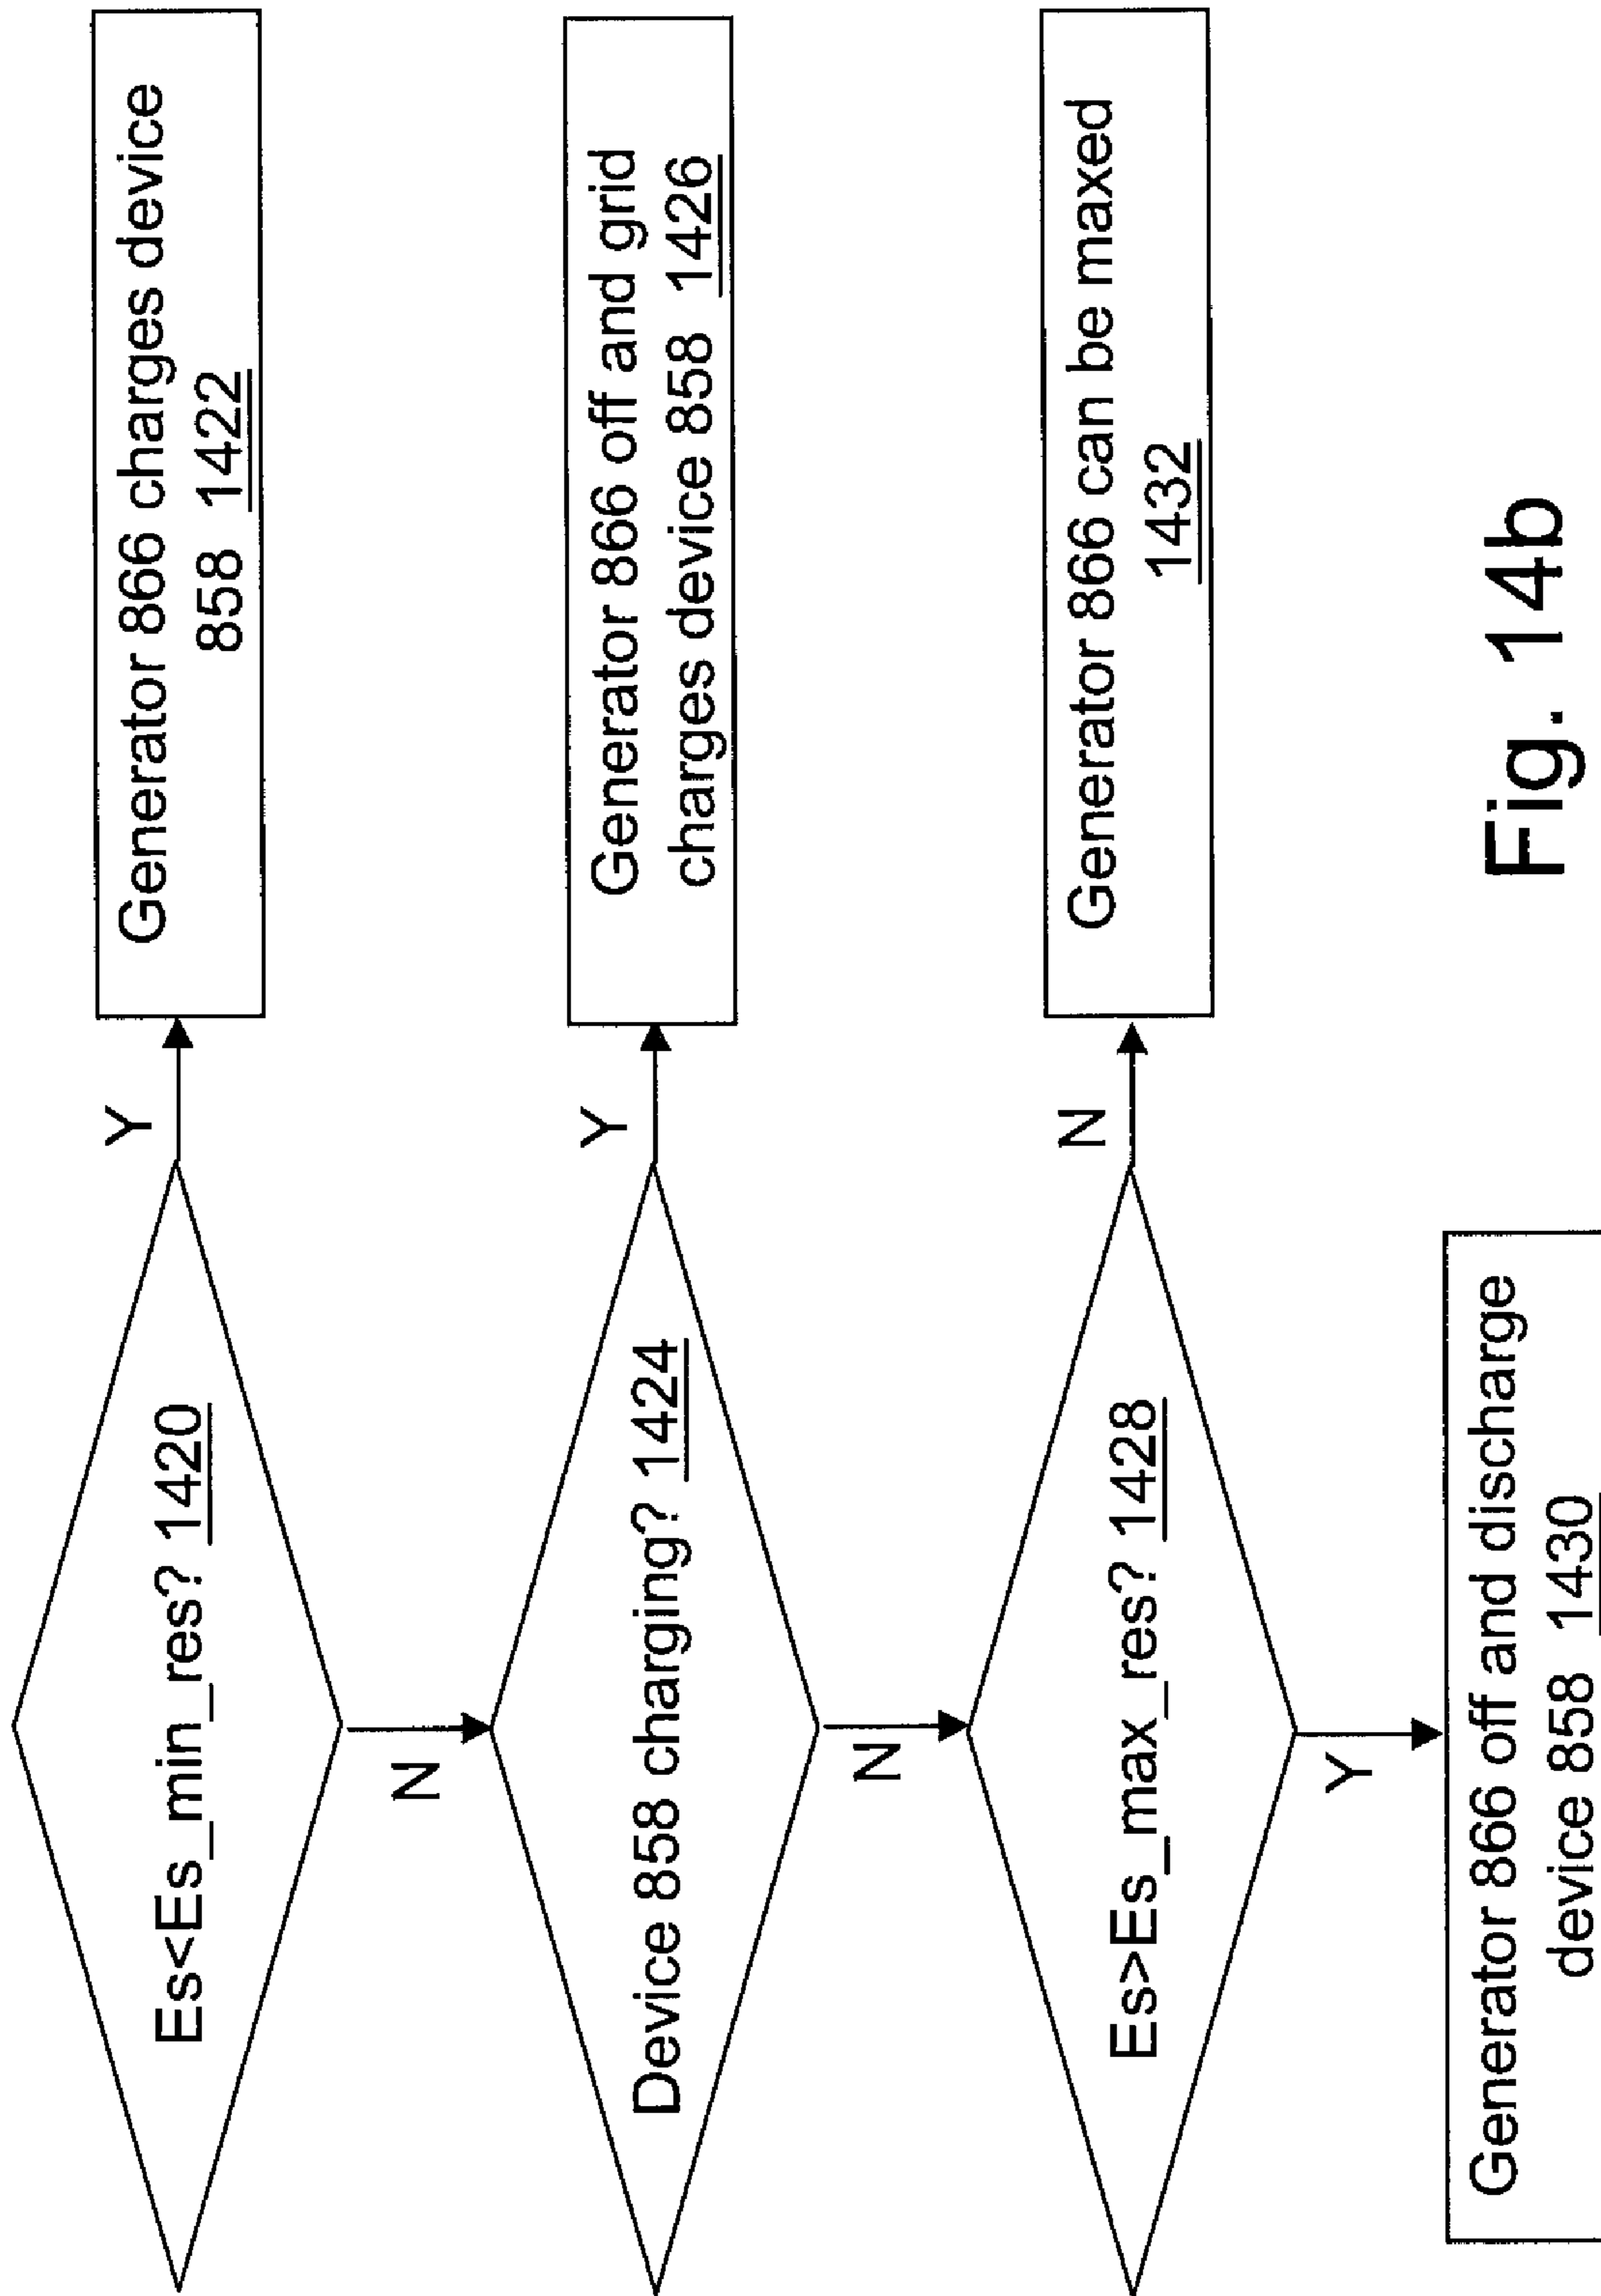 Es<Es_min_res? 1420
Y
Generator 866 charges device
858 1422
N
Device 858 charging? 1424
Y
Generator 866 off and grid
charges device 858 1426
N
Es>Es_max_res? 1428
N
Generator 866 can be maxed
1432
Y
Generator 866 off and discharge
device 858 1430
Fig. 14b